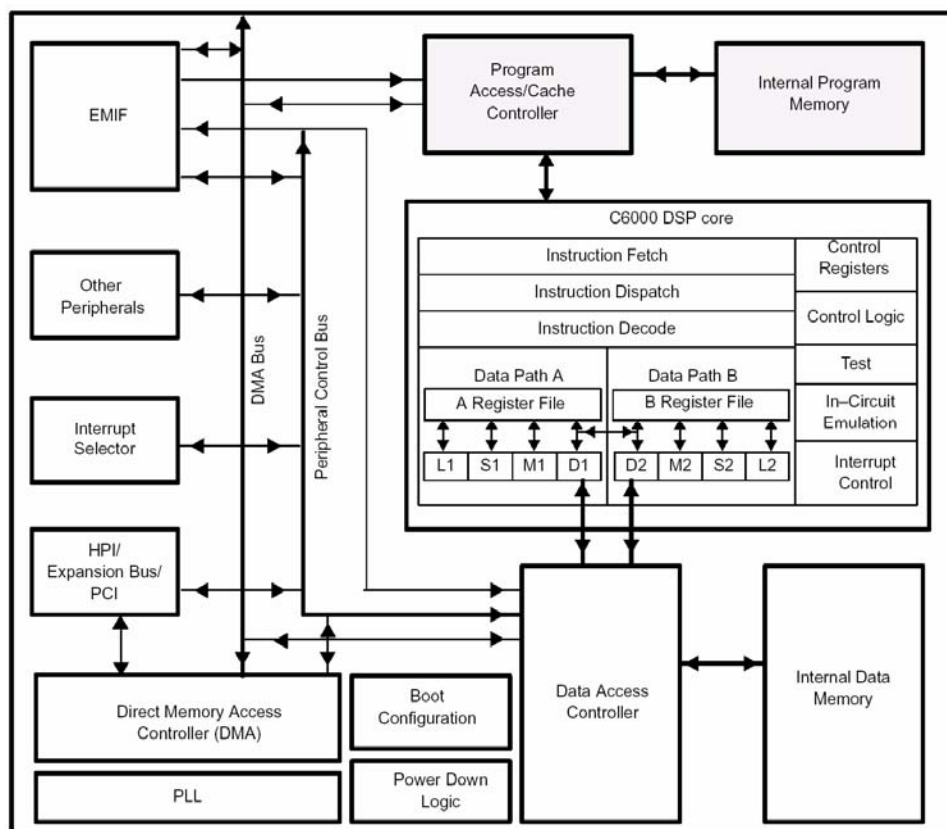 EMIF
Program
Access/Cache
Controller
Internal Program
Memory
C6000 DSP core
Instruction Fetch
Instruction Dispatch
Instruction Decode
Control
Registers
Control Logic
Test
In–Circuit
Emulation
Interrupt
Control
Data Path A
A Register File
L1 S1 M1 D1
Data Path B
B Register File
D2 M2 S2 L2
Other
Peripherals
Interrupt
Selector
DMA Bus
Peripheral Control Bus
HPI/
Expansion Bus/
PCI
Direct Memory Access
Controller (DMA)
PLL
Boot
Configuration
Power Down
Logic
Data Access
Controller
Internal Data
Memory